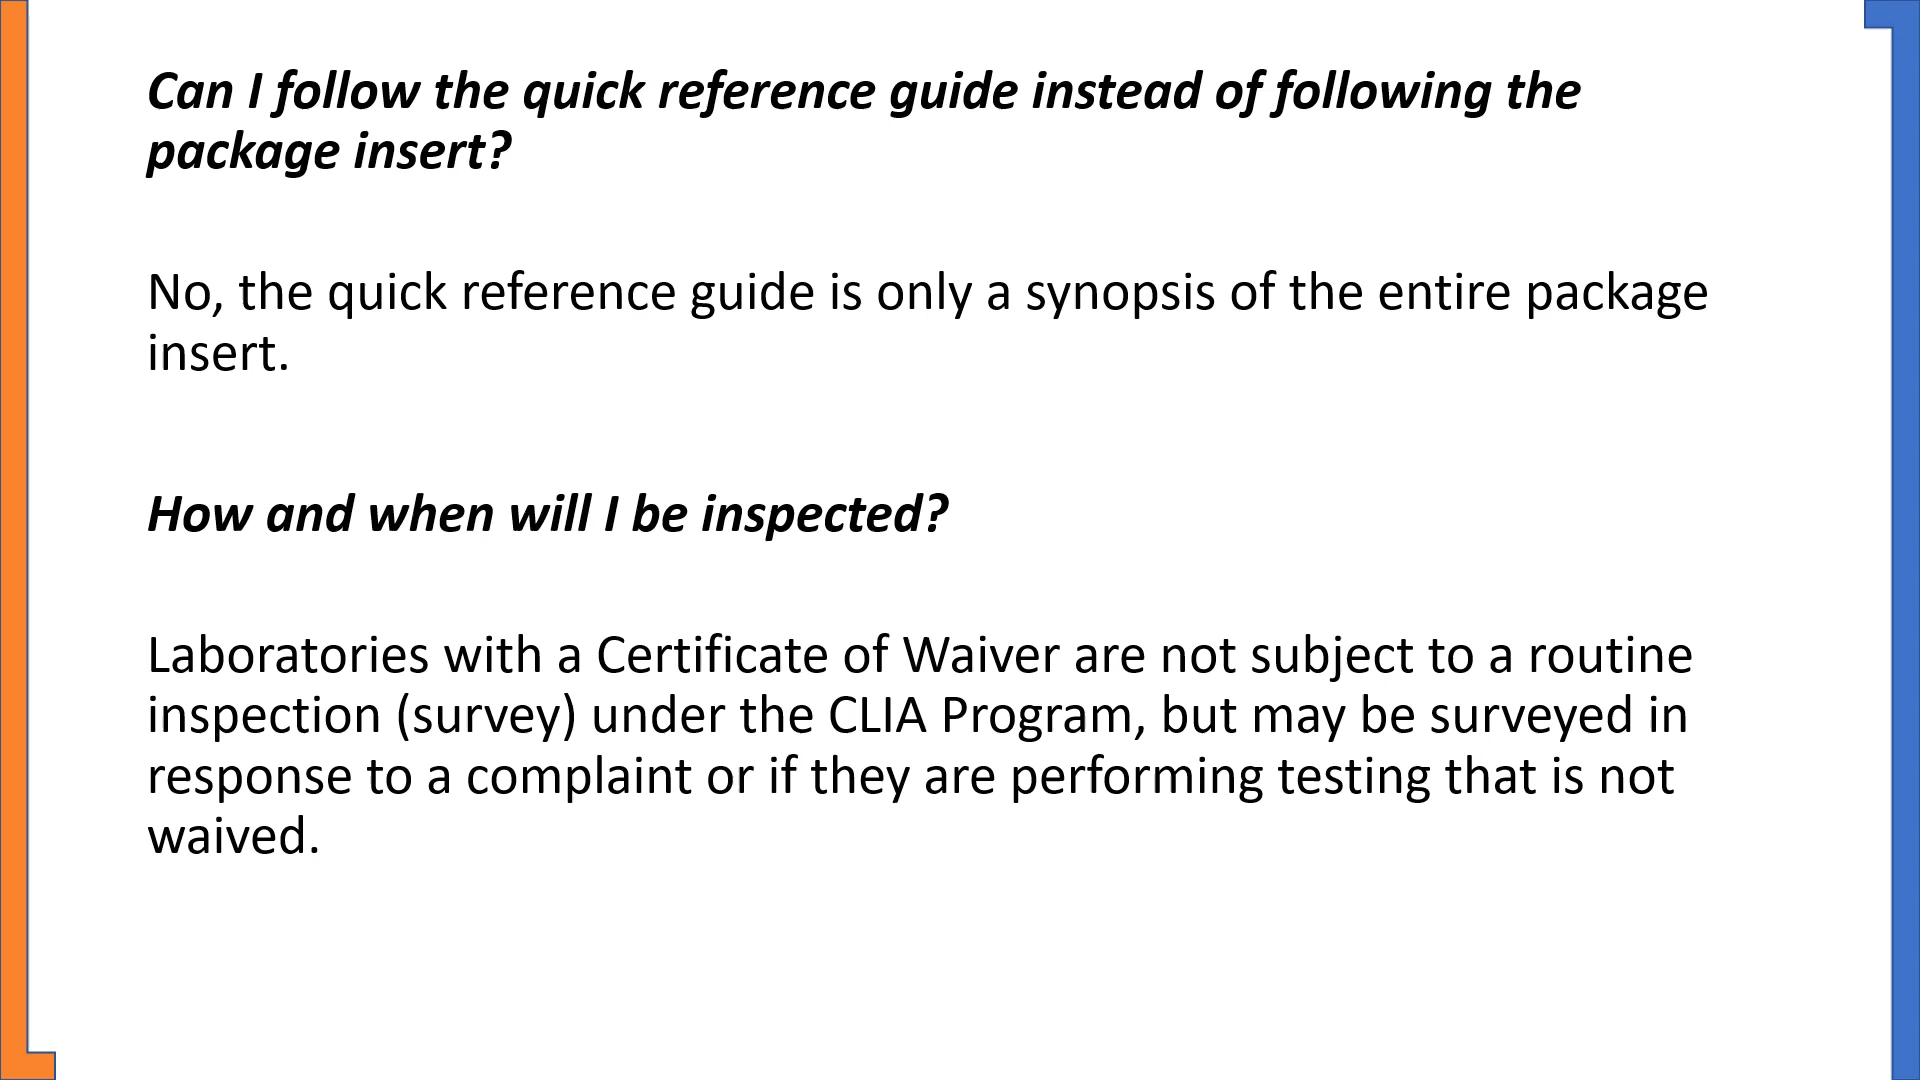 Can I follow the quick reference guide instead of following the
package insert?
No, the quick reference guide is only a synopsis of the entire package
insert.
How and when will I be inspected?
Laboratories with a Certificate of Waiver are not subject to a routine
inspection (survey) under the CLIA Program, but may be surveyed in
response to a complaint or if they are performing testing that is not
waived.